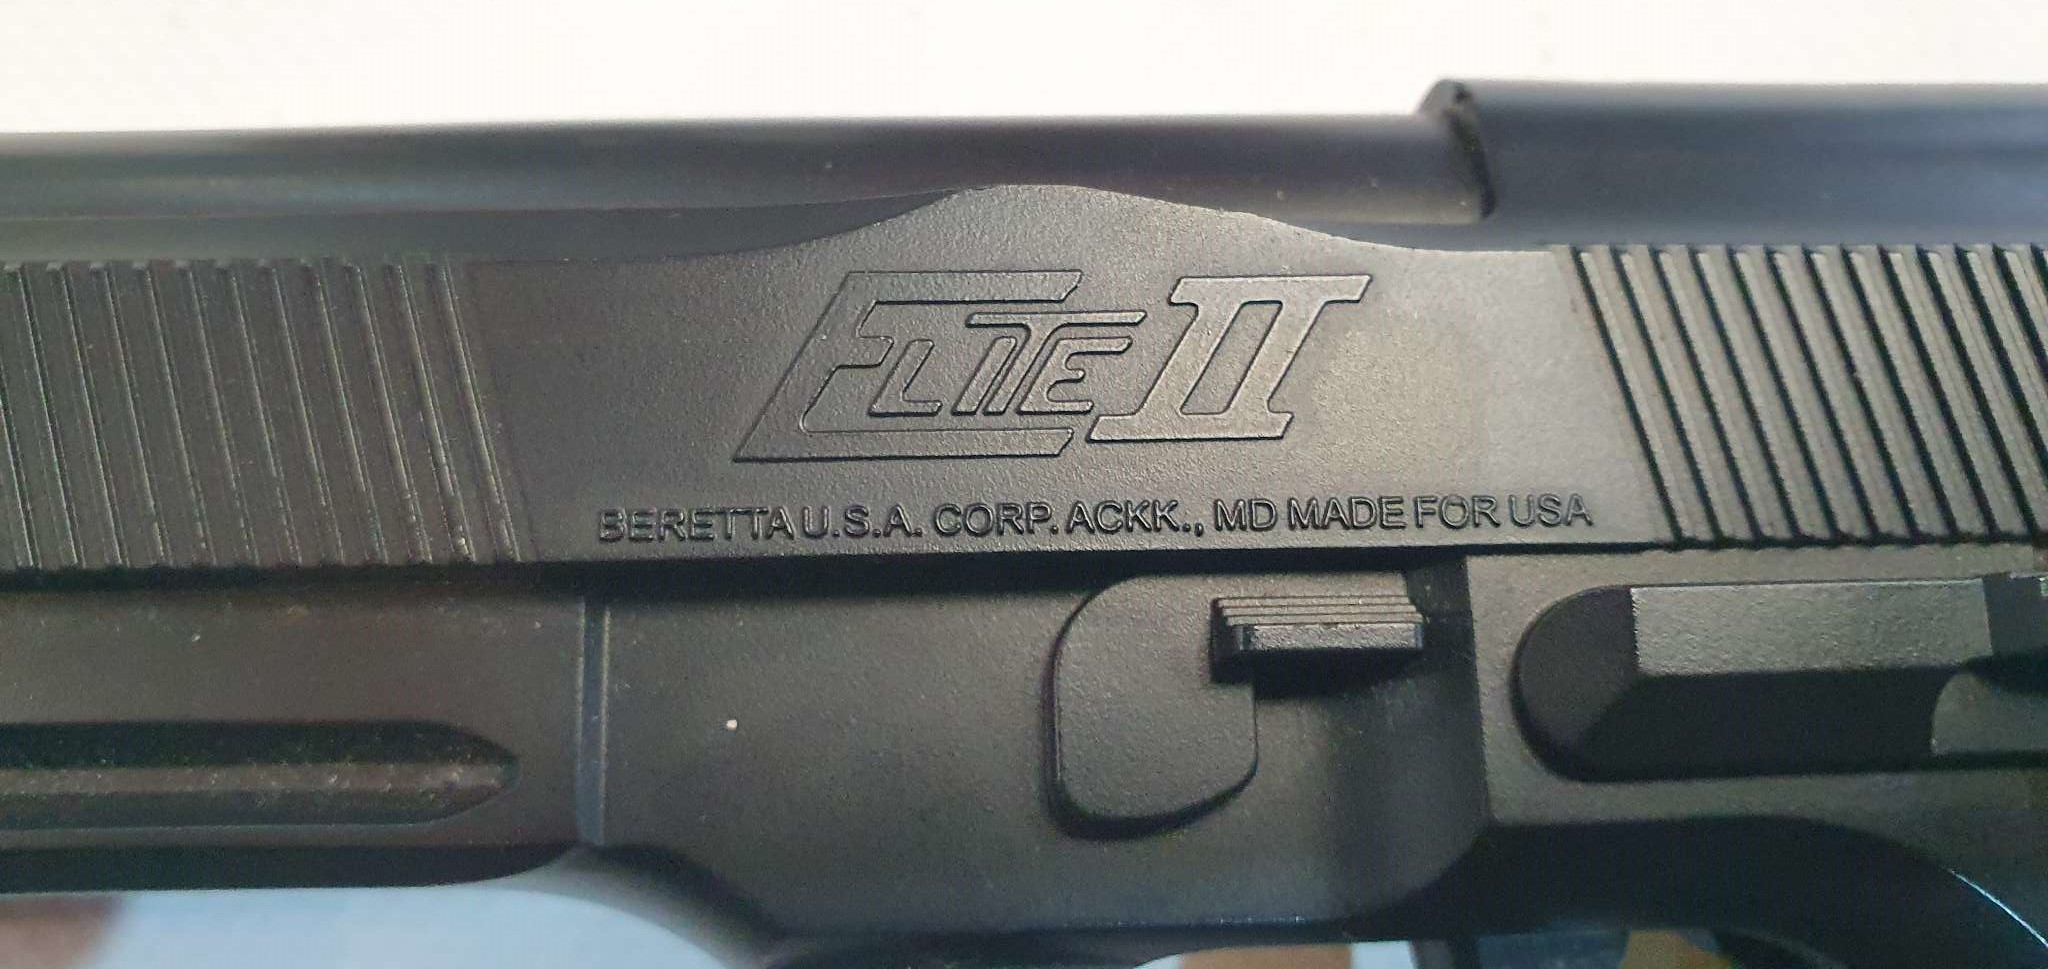 ELITE II
BERETTA U.S.A. CORP. ACKK., MD MADE FOR USA